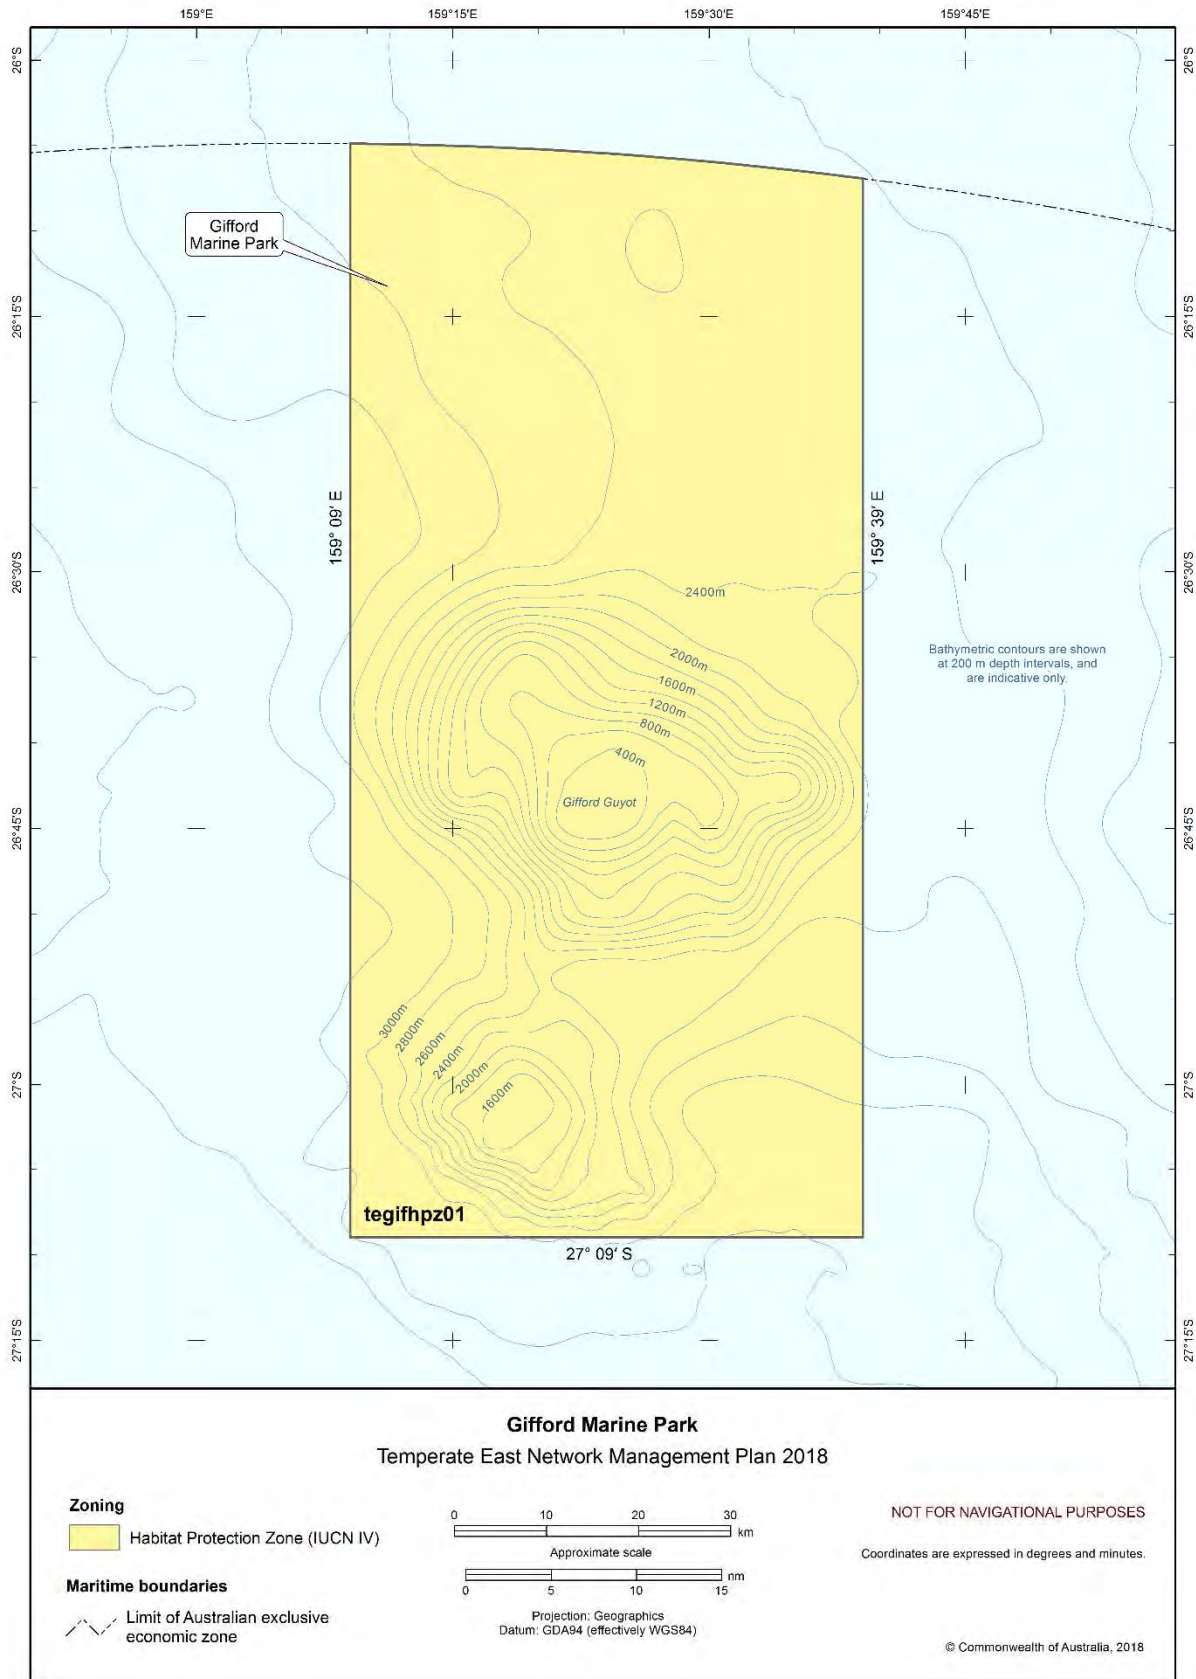 159°E
159°15'E
159°30'E
159°45'E
26°S
26°S
Gifford
Marine Park
26°15'S
26°15'S
159° 09' E
159° 39' E
26°30'S
26°30'S
2400m
Bathymetric contours are shown
at 200 m depth intervals, and
are indicative only.
2000m
1600m
1200m
800m
400m
Gifford Guyot
26°45'S
26°45'S
3000m
2800m
2600m
2400m
2000m
1600m
27°S
27°S
tegifhpz01
27° 09' S
27°15'S
27°15'S
Gifford Marine Park
Temperate East Network Management Plan 2018
Zoning
Habitat Protection Zone (IUCN IV)
Maritime boundaries
Limit of Australian exclusive
economic zone
0 10 20 30
km
Approximate scale
nm
0 5 10 15
Projection: Geographics
Datum: GDA94 (effectively WGS84)
NOT FOR NAVIGATIONAL PURPOSES
Coordinates are expressed in degrees and minutes.
© Commonwealth of Australia, 2018